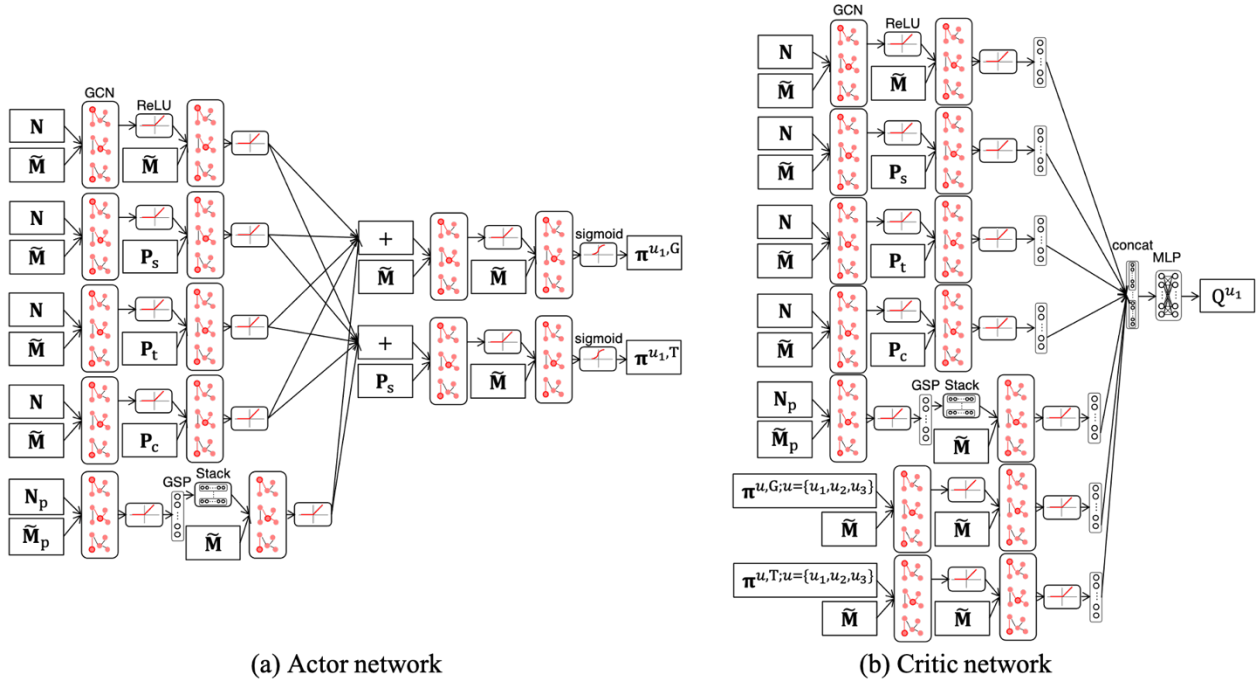 GCN
ReLU
N
M̃
M̃
N
M̃
P_s
N
M̃
P_t
N
M̃
P_c
N_p
M̃_p
GSP
Stack
M̃
+
M̃
M̃
sigmoid
π^{u_1,G}
+
P_s
M̃
sigmoid
π^{u_1,T}
(a) Actor network
GCN
ReLU
N
M̃
M̃
N
M̃
P_s
N
M̃
P_t
N
M̃
P_c
N_p
M̃_p
GSP
Stack
M̃
π^{u,G;u={u_1,u_2,u_3}}
M̃
M̃
π^{u,T;u={u_1,u_2,u_3}}
M̃
M̃
concat
MLP
Q^{u_1}
(b) Critic network